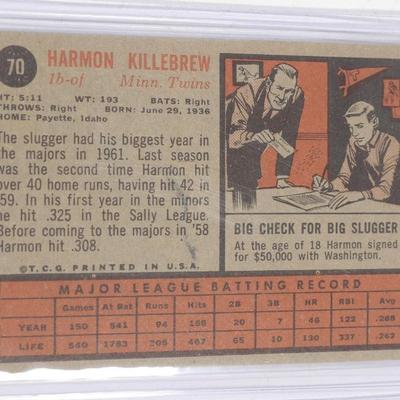 70
HARMON KILLEBREW
1b-of Minn. Twins
HT: 5:11 WT: 193 BATS: Right
THROWS: Right BORN: June 29, 1936
HOME: Payette, Idaho
The slugger had his biggest year in
the majors in 1961. Last season
was the second time Harmon hit
over 40 home runs, having hit 42 in
'59. In his first year in the minors
he hit .325 in the Sally League.
Before coming to the majors in '58
Harmon hit .308.
© T.C.G. PRINTED IN U.S.A.
BIG CHECK FOR BIG SLUGGER
At the age of 18 Harmon signed
for $50,000 with Washington.
MAJOR LEAGUE BATTING RECORD
Games At Bat Runs Hits 2B 3B HR RBI Avg
YEAR 150 541 94 156 20 7 46 122 .288
LIFE 540 1783 205 467 65 10 130 337 .262